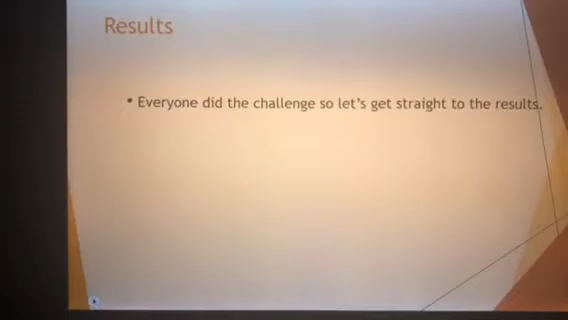 Results
• Everyone did the challenge so let's get straight to the results.